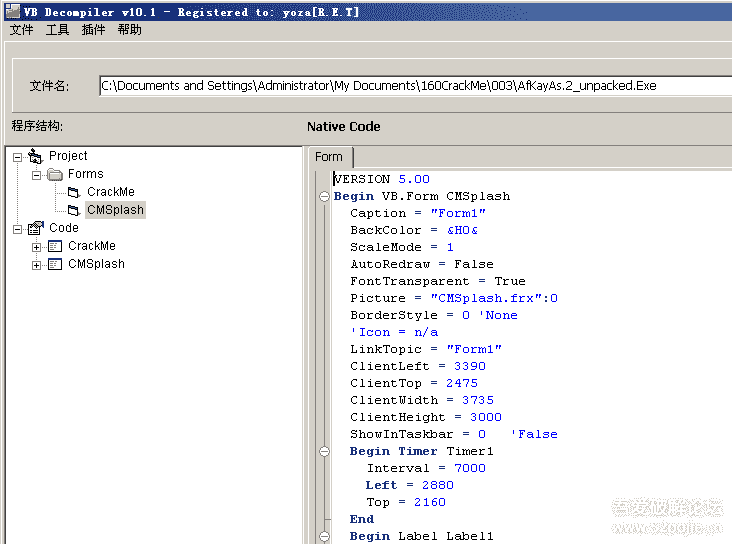 VB Decompiler v10.1 - Registered to: yoza[R.E.T]
文件 工具 插件 帮助
文件名: C:\Documents and Settings\Administrator\My Documents\160CrackMe\003\AfKayAs.2_unpacked.Exe
程序结构:
Native Code
Project
Forms
CrackMe
CMSplash
Code
CrackMe
CMSplash
Form
VERSION 5.00
Begin VB.Form CMSplash
Caption = "Form1"
BackColor = &H0&
ScaleMode = 1
AutoRedraw = False
FontTransparent = True
Picture = "CMSplash.frx":0
BorderStyle = 0 'None
'Icon = n/a
LinkTopic = "Form1"
ClientLeft = 3390
ClientTop = 2475
ClientWidth = 3735
ClientHeight = 3000
ShowInTaskbar = 0 'False
Begin Timer Timer1
Interval = 7000
Left = 2880
Top = 2160
End
Begin Label Label1
吾爱破解论坛
www.52pojie.cn